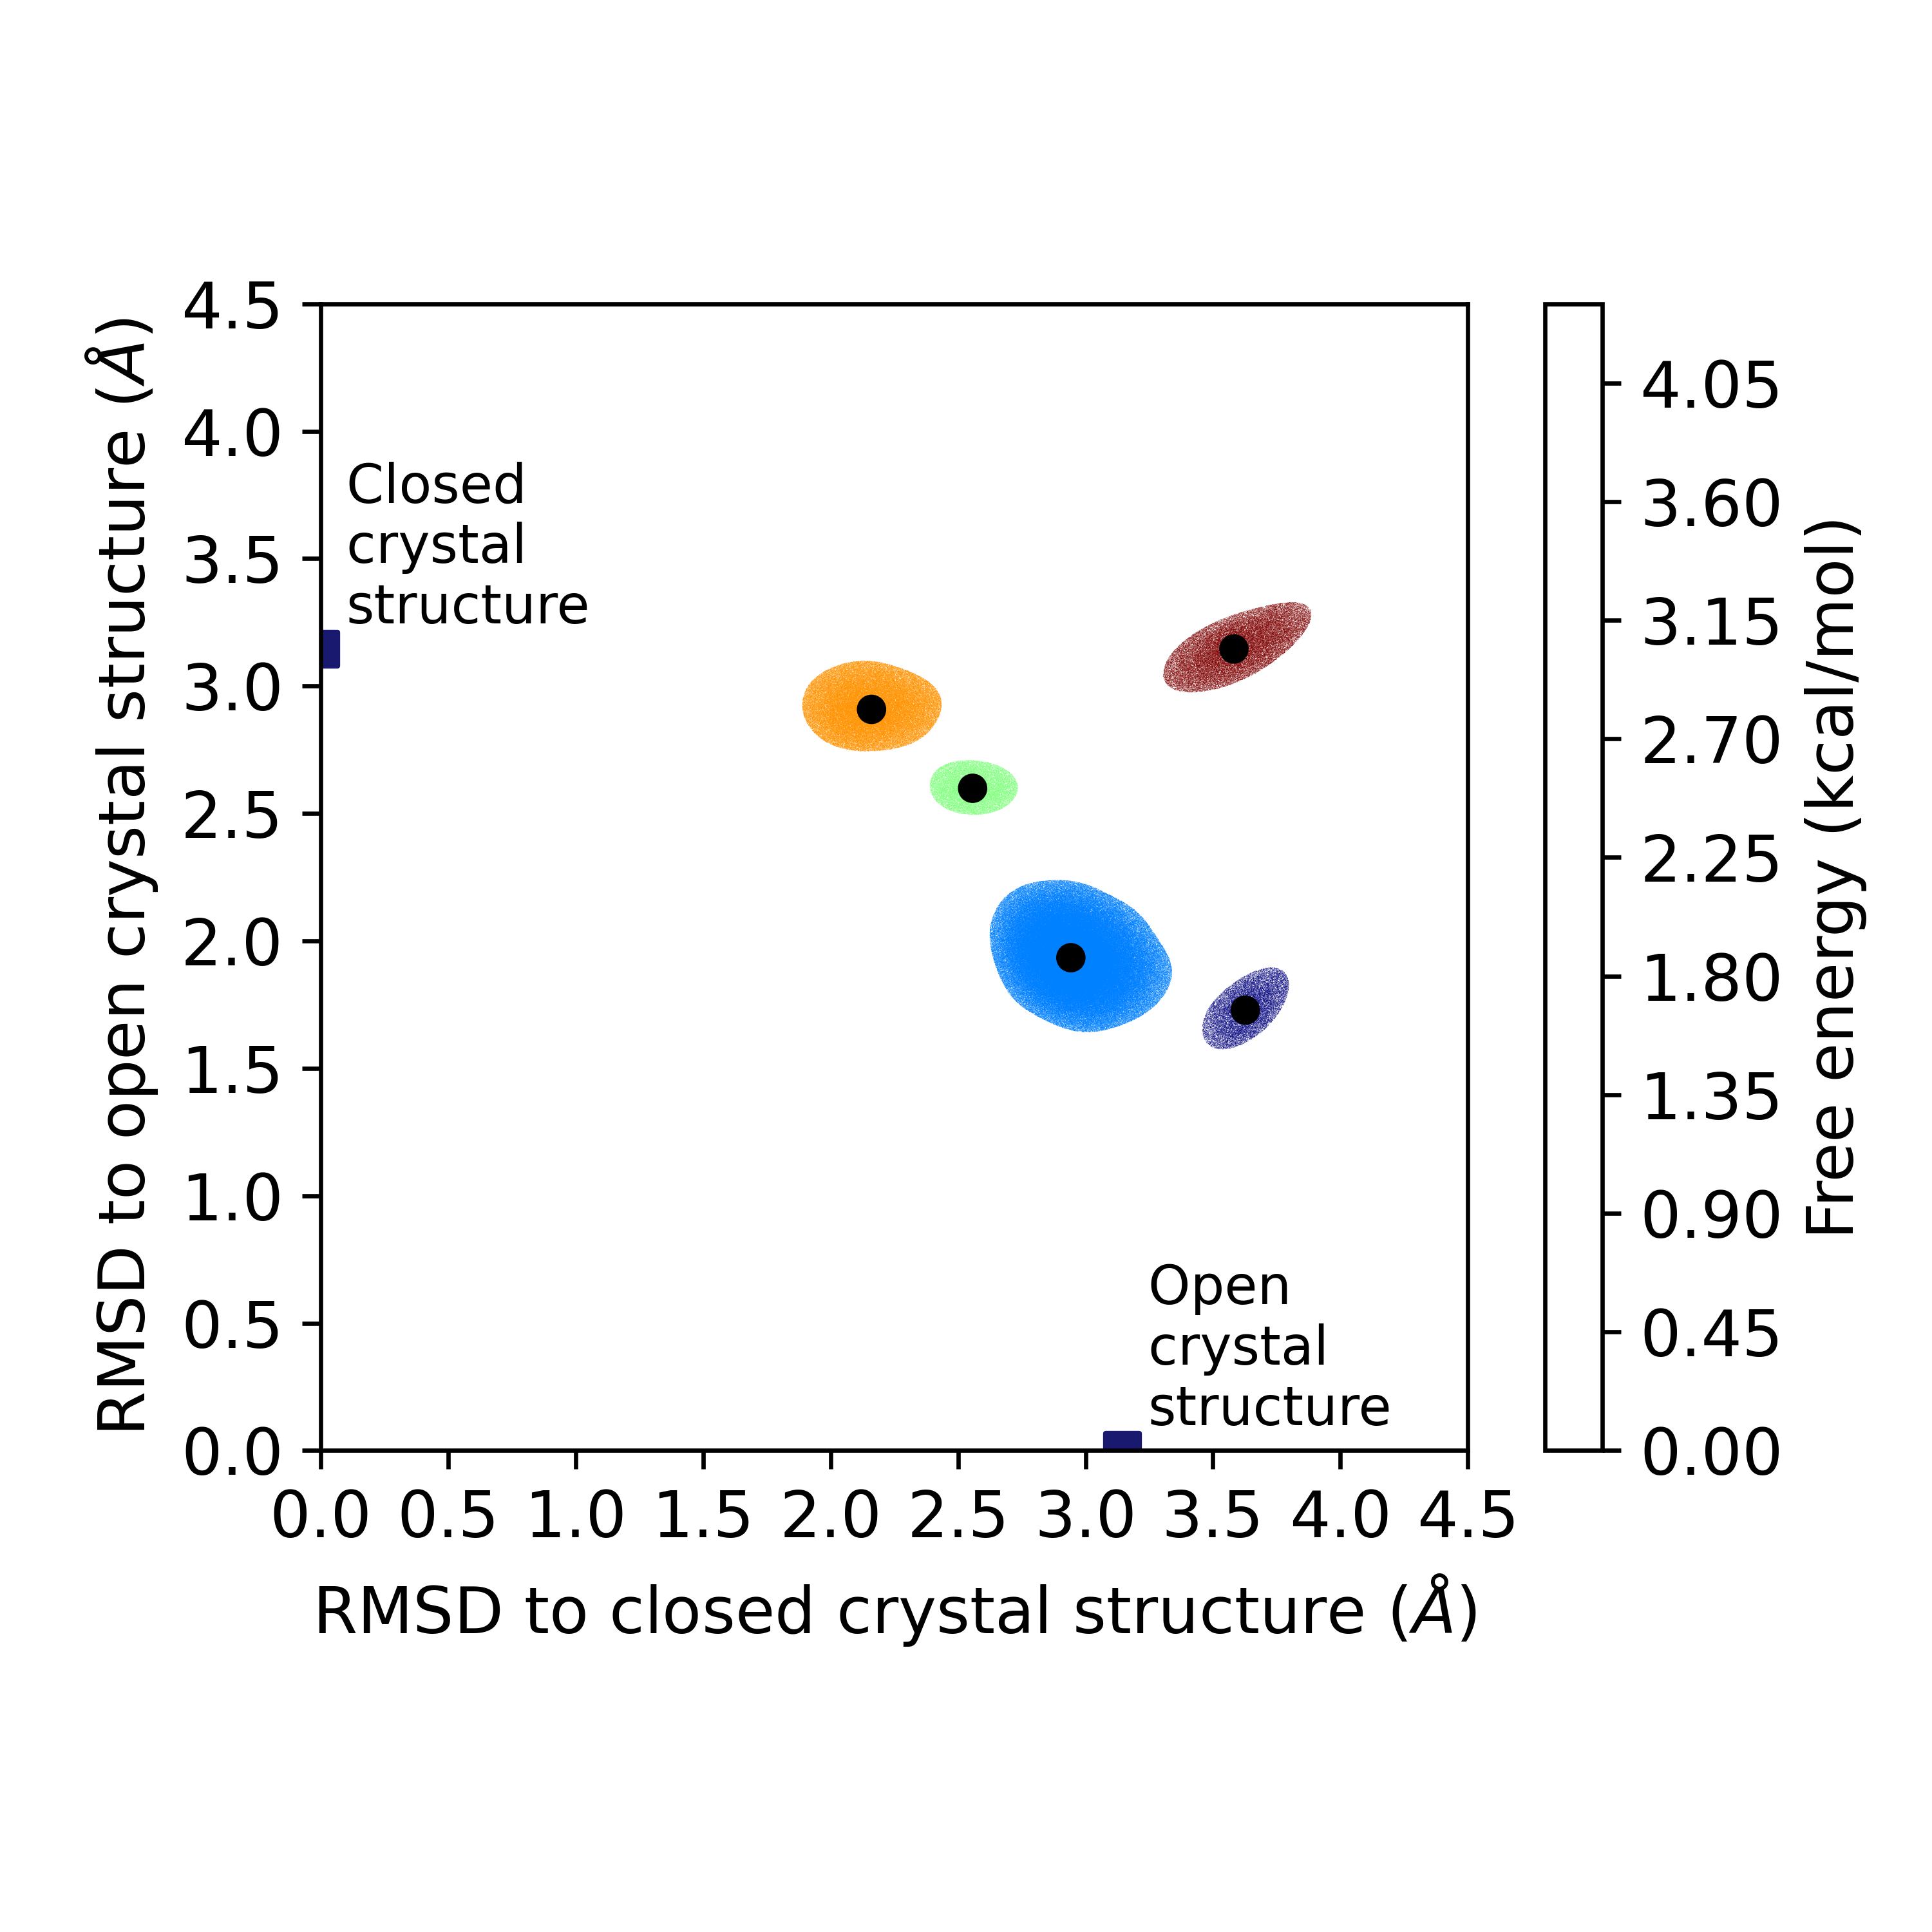 RMSD to open crystal structure (Å)
4.5
4.0
3.5
3.0
2.5
2.0
1.5
1.0
0.5
0.0
Closed
crystal
structure
Open
crystal
structure
0.0 0.5 1.0 1.5 2.0 2.5 3.0 3.5 4.0 4.5
RMSD to closed crystal structure (Å)
4.05
3.60
3.15
2.70
2.25
1.80
1.35
0.90
0.45
0.00
Free energy (kcal/mol)